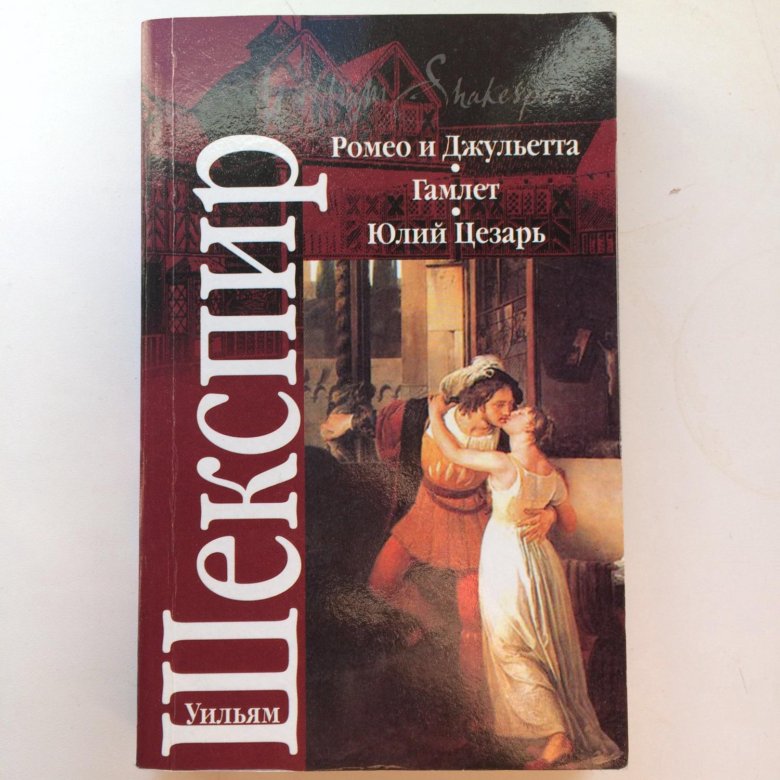 William Shakespeare
Ромео и Джульетта
•
Гамлет
•
Юлий Цезарь
Шекспир
Уильям